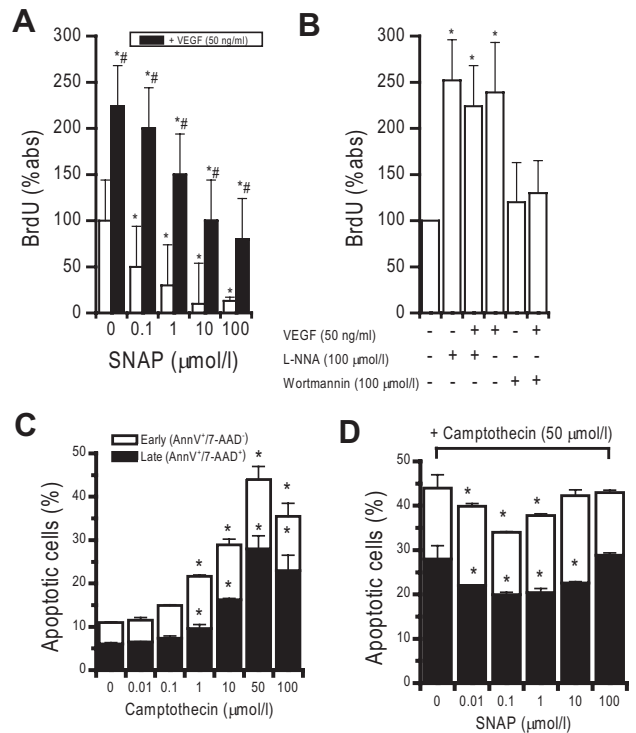 A
+ VEGF (50 ng/ml)
BrdU (%abs)
300
250
200
150
100
50
0
*#
*#
*#
*#
*#
*
*
*
*
0 0.1 1 10 100
SNAP (μmol/l)
B
BrdU (%abs)
300
250
200
150
100
50
0
* * * *
VEGF (50 ng/ml) - - + + - +
L-NNA (100 μmol/l) - + + - - -
Wortmannin (100 μmol/l) - - - - + +
C
Early (AnnV⁺/7-AAD⁻)
Late (AnnV⁺/7-AAD⁺)
Apoptotic cells (%)
50
40
30
20
10
0
* * * *
* * * *
0 0.01 0.1 1 10 50 100
Camptothecin (μmol/l)
D
+ Camptothecin (50 μmol/l)
Apoptotic cells (%)
50
40
30
20
10
0
* * *
* * * *
0 0.01 0.1 1 10 100
SNAP (μmol/l)